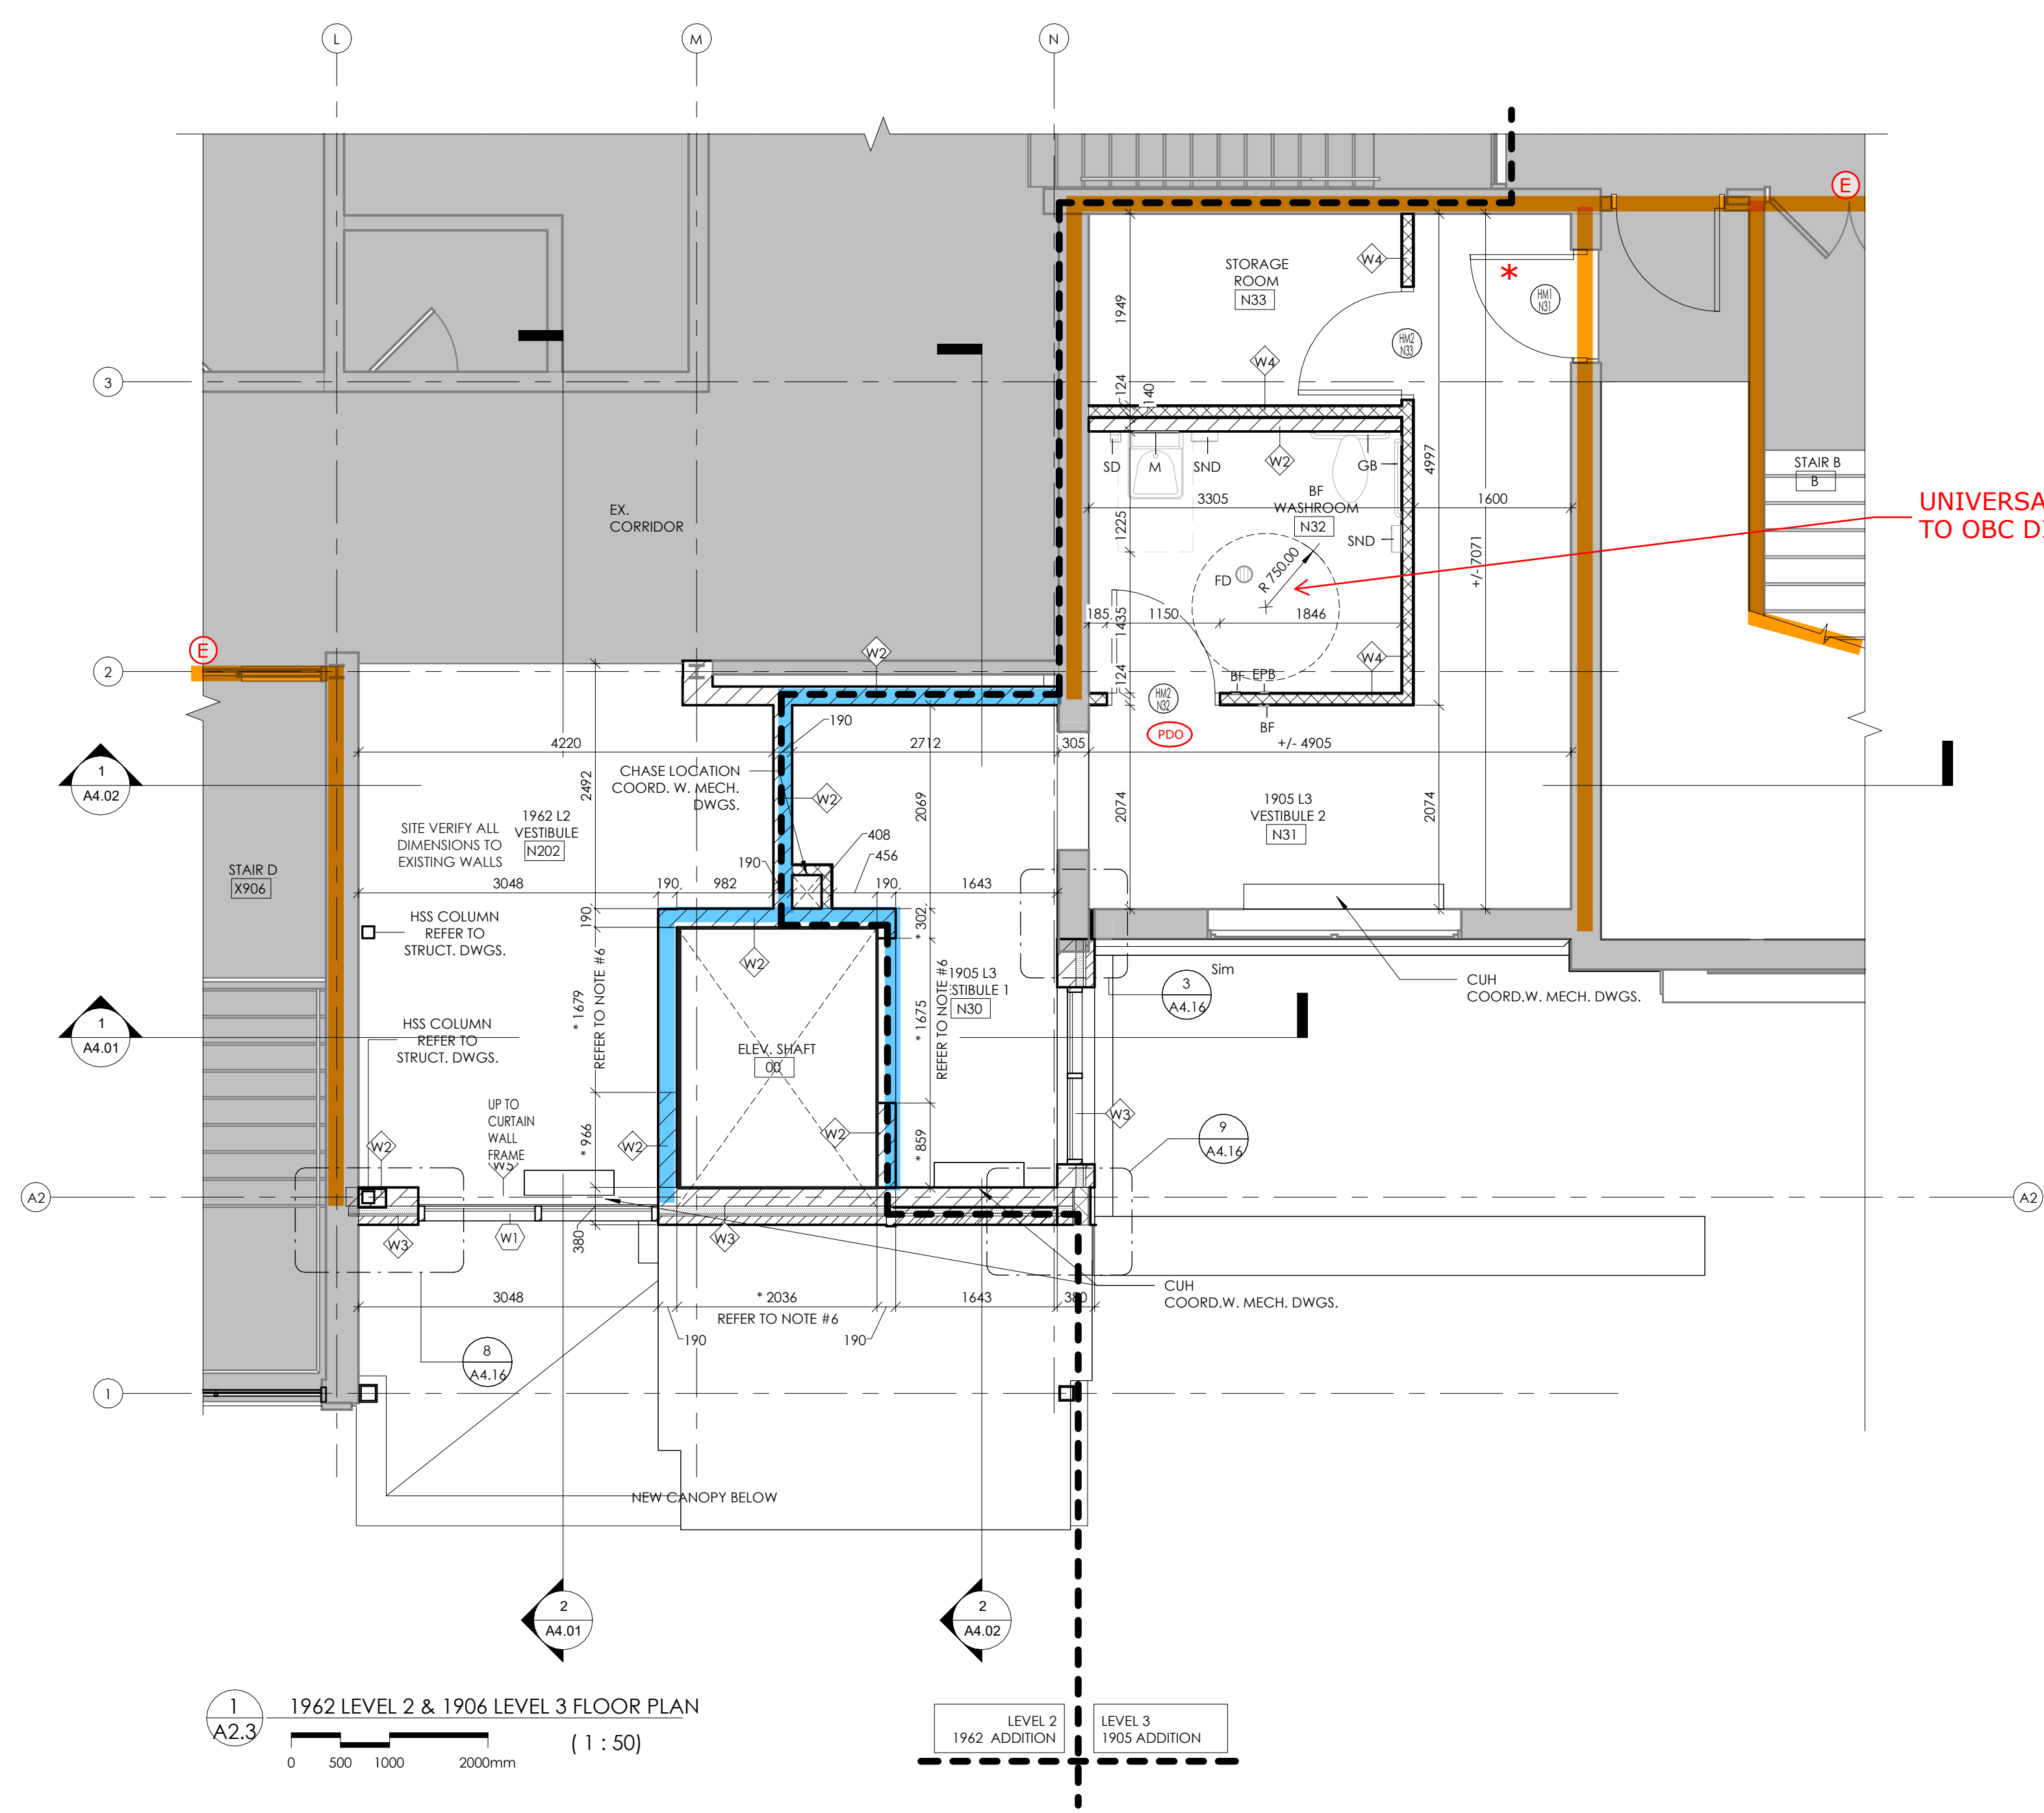 L
M
N
E
STORAGE
ROOM
N33
W4
*
HM1
N31
1949
HM2
N33
3
W4
124
140
SD
M
SND
W2
GB
4997
STAIR B
B
3305
1600
BF
WASHROOM
N32
EX.
CORRIDOR
1225
SND
UNIVERSA
TO OBC D
+/- 7071
FD
R 750.00
185
1435
1150
1846
E
2
W2
W4
124
BF
EPB
HM2
N32
BF
PDO
4220
2712
305
+/- 4905
190
1
A4.02
2492
CHASE LOCATION
COORD. W. MECH.
DWGS.
W2
2069
2074
2074
1962 L2
VESTIBULE
N202
1905 L3
VESTIBULE 2
N31
SITE VERIFY ALL
DIMENSIONS TO
EXISTING WALLS
408
456
190
STAIR D
X906
3048
190
982
190
1643
190
* 302
HSS COLUMN
REFER TO
STRUCT. DWGS.
W2
1905 L3
STIBULE 1
N30
Sim
3
A4.16
CUH
COORD.W. MECH. DWGS.
* 1679
REFER TO NOTE #6
* 1675
REFER TO NOTE #6
1
A4.01
HSS COLUMN
REFER TO
STRUCT. DWGS.
ELEV. SHAFT
00
UP TO
CURTAIN
WALL
FRAME
W5
W2
* 966
W2
W2
* 859
W3
9
A4.16
A2
A2
W3
W1
380
W3
CUH
COORD.W. MECH. DWGS.
3048
* 2036
1643
380
REFER TO NOTE #6
190
190
8
A4.16
1
NEW CANOPY BELOW
2
A4.01
2
A4.02
1
A2.3
1962 LEVEL 2 & 1906 LEVEL 3 FLOOR PLAN
( 1 : 50)
0 500 1000 2000mm
LEVEL 2
1962 ADDITION
LEVEL 3
1905 ADDITION